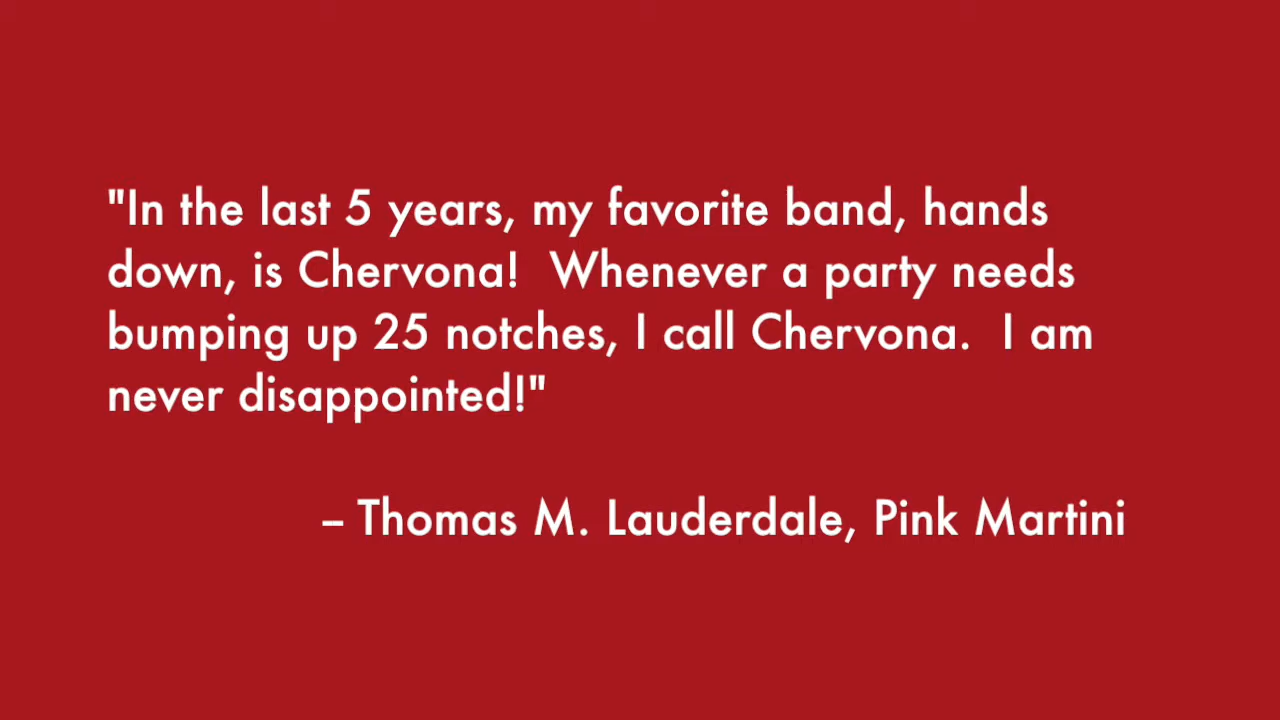 "In the last 5 years, my favorite band, hands
down, is Chervona!  Whenever a party needs
bumping up 25 notches, I call Chervona.  I am
never disappointed!"
– Thomas M. Lauderdale, Pink Martini